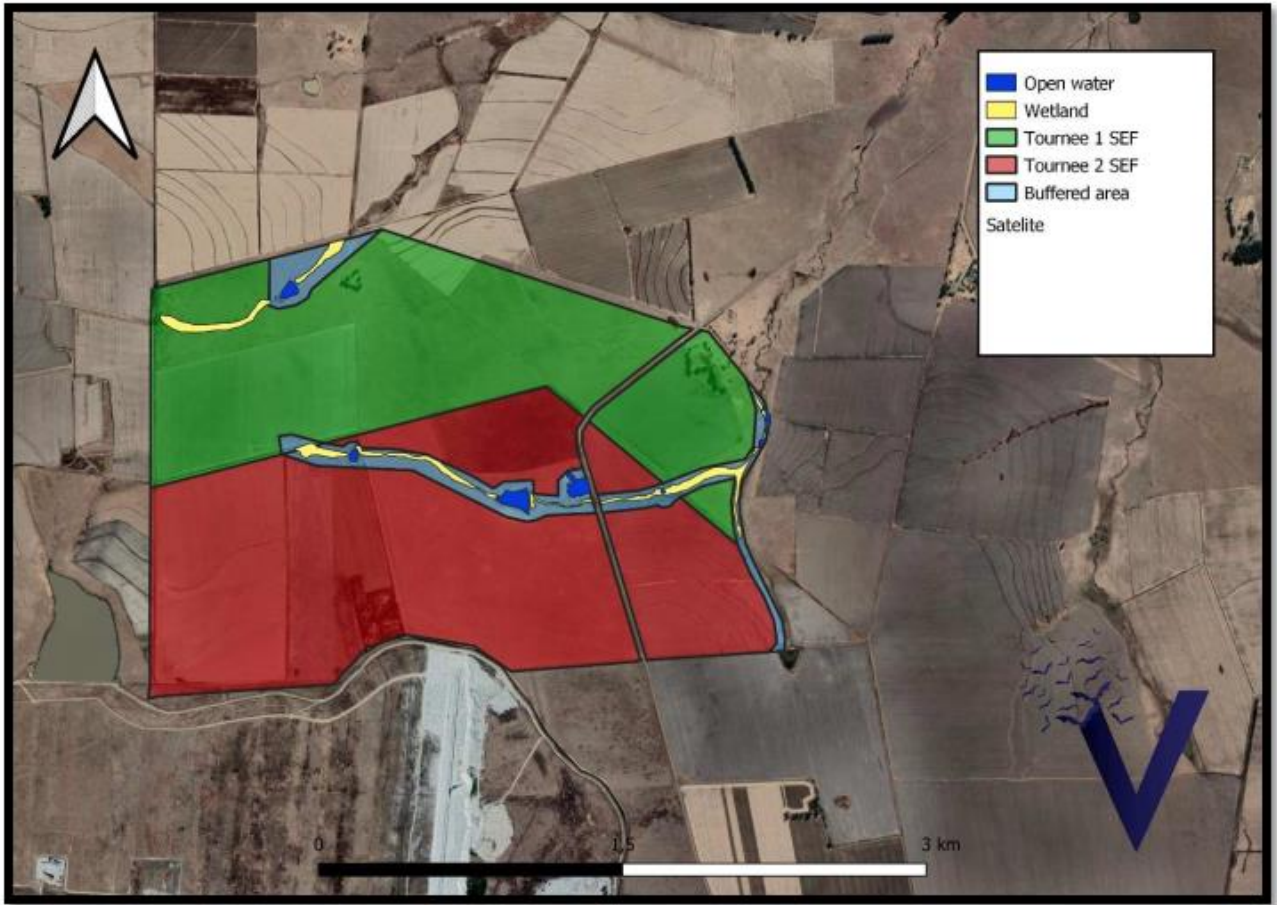 Open water
Wetland
Tournee 1 SEF
Tournee 2 SEF
Buffered area
Satelite
0 1.5 3 km
V